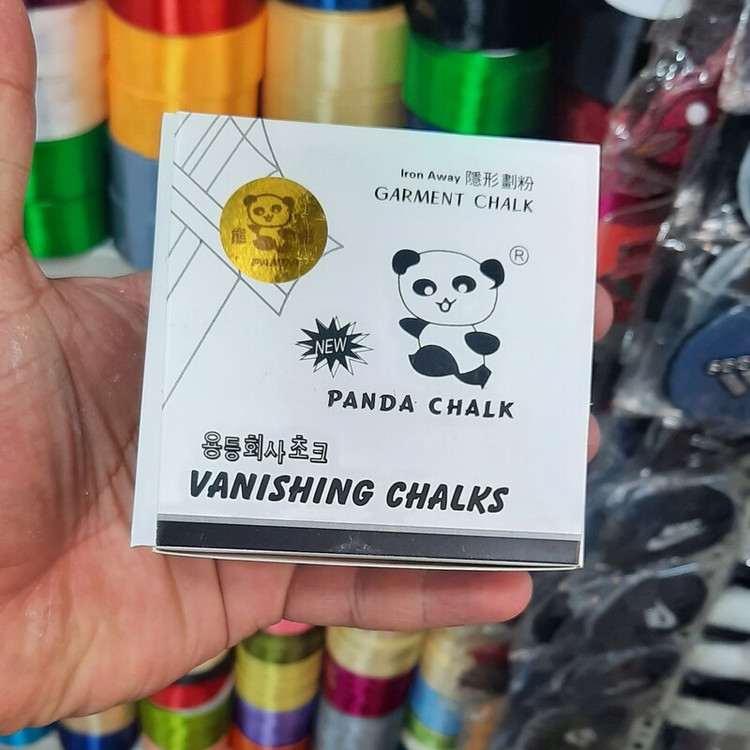 Iron Away 隱形劃粉
GARMENT CHALK
PANDA
®
NEW
PANDA CHALK
용등회사초크
VANISHING CHALKS